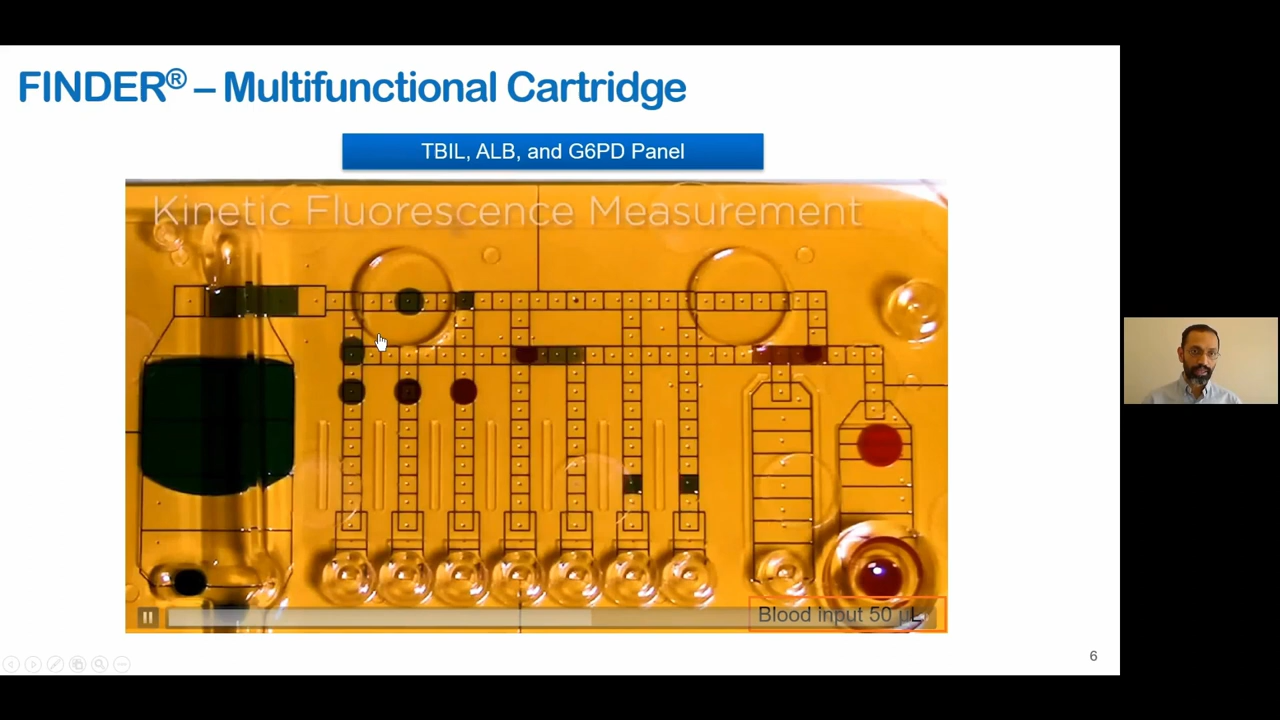 FINDER® – Multifunctional Cartridge
TBIL, ALB, and G6PD Panel
Kinetic Fluorescence Measurement
Blood input 50 µL
6